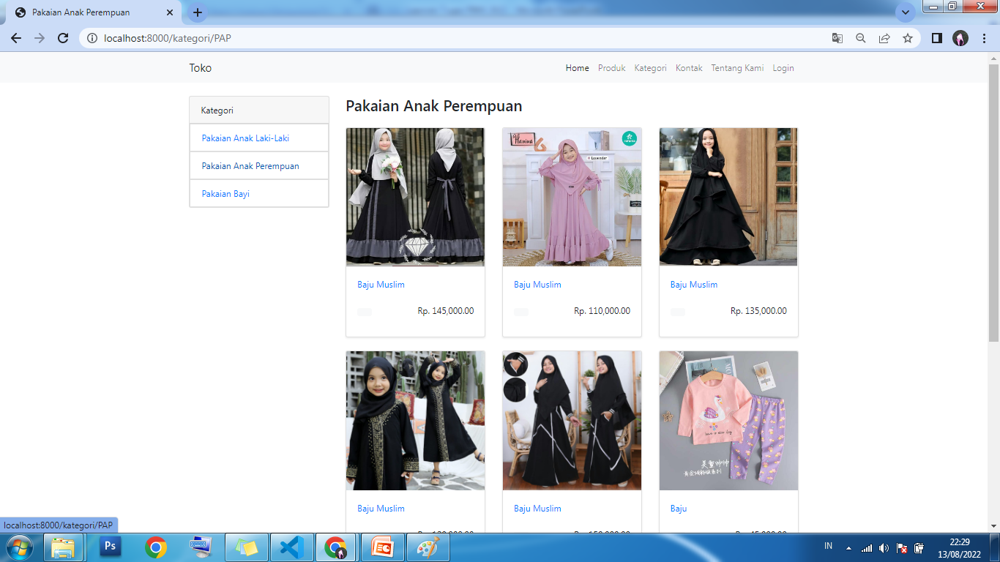 Pakaian Anak Perempuan
localhost:8000/kategori/PAP
Toko
Home Produk Kategori Kontak Tentang Kami Login
Kategori
Pakaian Anak Laki-Laki
Pakaian Anak Perempuan
Pakaian Bayi
Pakaian Anak Perempuan
Hanina
Lavender
Baju Muslim
Rp. 145,000.00
Baju Muslim
Rp. 110,000.00
Baju Muslim
Rp. 135,000.00
Baju Muslim
Baju Muslim
Baju
localhost:8000/kategori/PAP
Ps
IN
22:29
13/08/2022